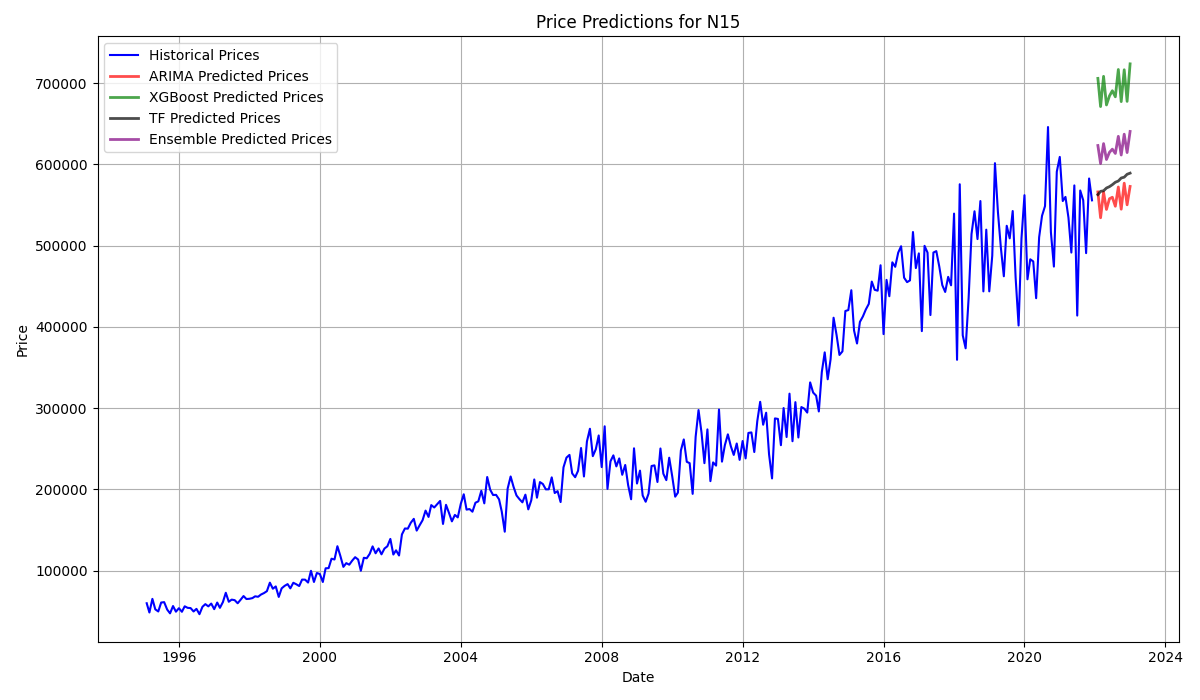 Price Predictions for N15
Historical Prices
ARIMA Predicted Prices
XGBoost Predicted Prices
TF Predicted Prices
Ensemble Predicted Prices
700000
600000
500000
400000
300000
200000
100000
Price
1996 2000 2004 2008 2012 2016 2020 2024
Date